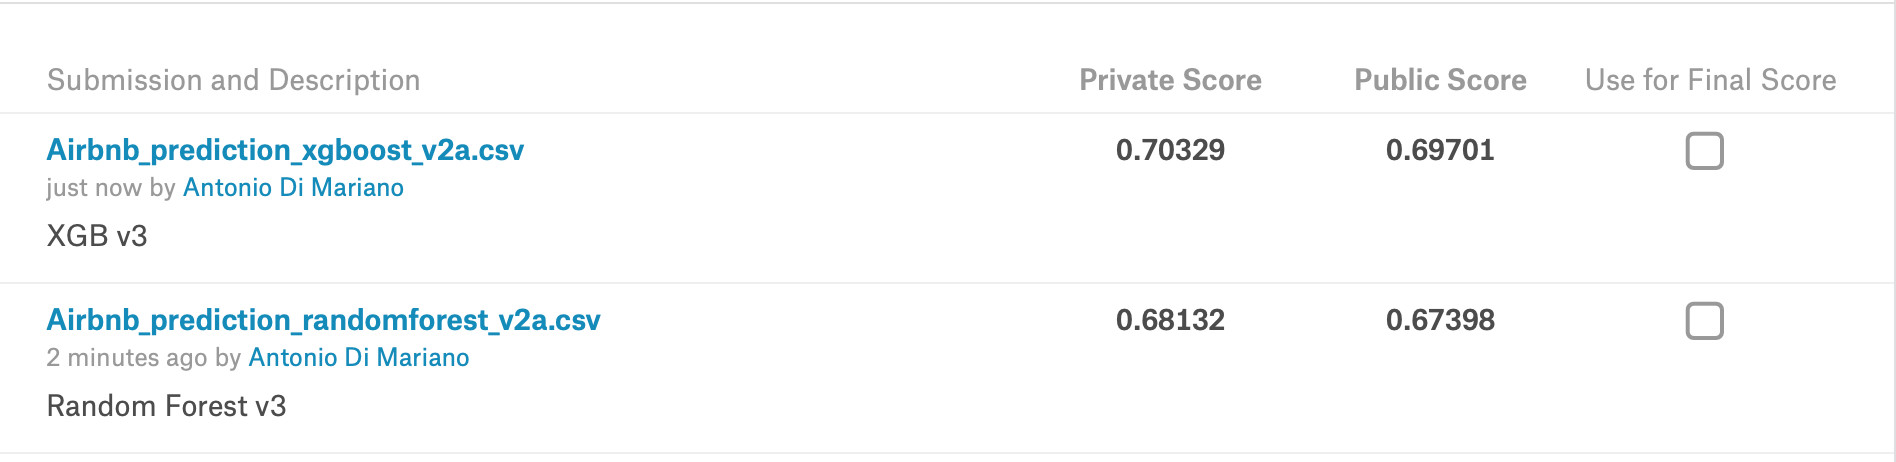 Submission and Description Private Score Public Score Use for Final Score
Airbnb_prediction_xgboost_v2a.csv 0.70329 0.69701
just now by Antonio Di Mariano
XGB v3
Airbnb_prediction_randomforest_v2a.csv 0.68132 0.67398
2 minutes ago by Antonio Di Mariano
Random Forest v3